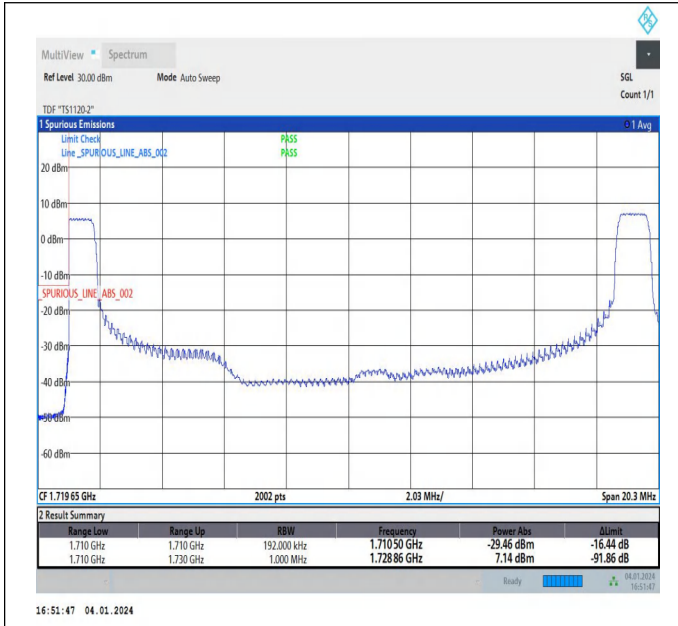 R S
MultiView Spectrum
Ref Level 30.00 dBm Mode Auto Sweep SGL
Count 1/1
TDF "TS1120-2"
1 Spurious Emissions 1 Avg
Limit Check PASS
Line _SPURIOUS_LINE_ABS_002 PASS
20 dBm
10 dBm
0 dBm
-10 dBm
_SPURIOUS_LINE_ABS_002
-20 dBm
-30 dBm
-40 dBm
-50 dBm
-60 dBm
CF 1.719 65 GHz 2002 pts 2.03 MHz/ Span 20.3 MHz
2 Result Summary
Range Low Range Up RBW Frequency Power Abs ΔLimit
1.710 GHz 1.710 GHz 192.000 kHz 1.71050 GHz -29.46 dBm -16.44 dB
1.710 GHz 1.730 GHz 1.000 MHz 1.72886 GHz 7.14 dBm -91.86 dB
Ready 04.01.2024
16:51:47
16:51:47 04.01.2024